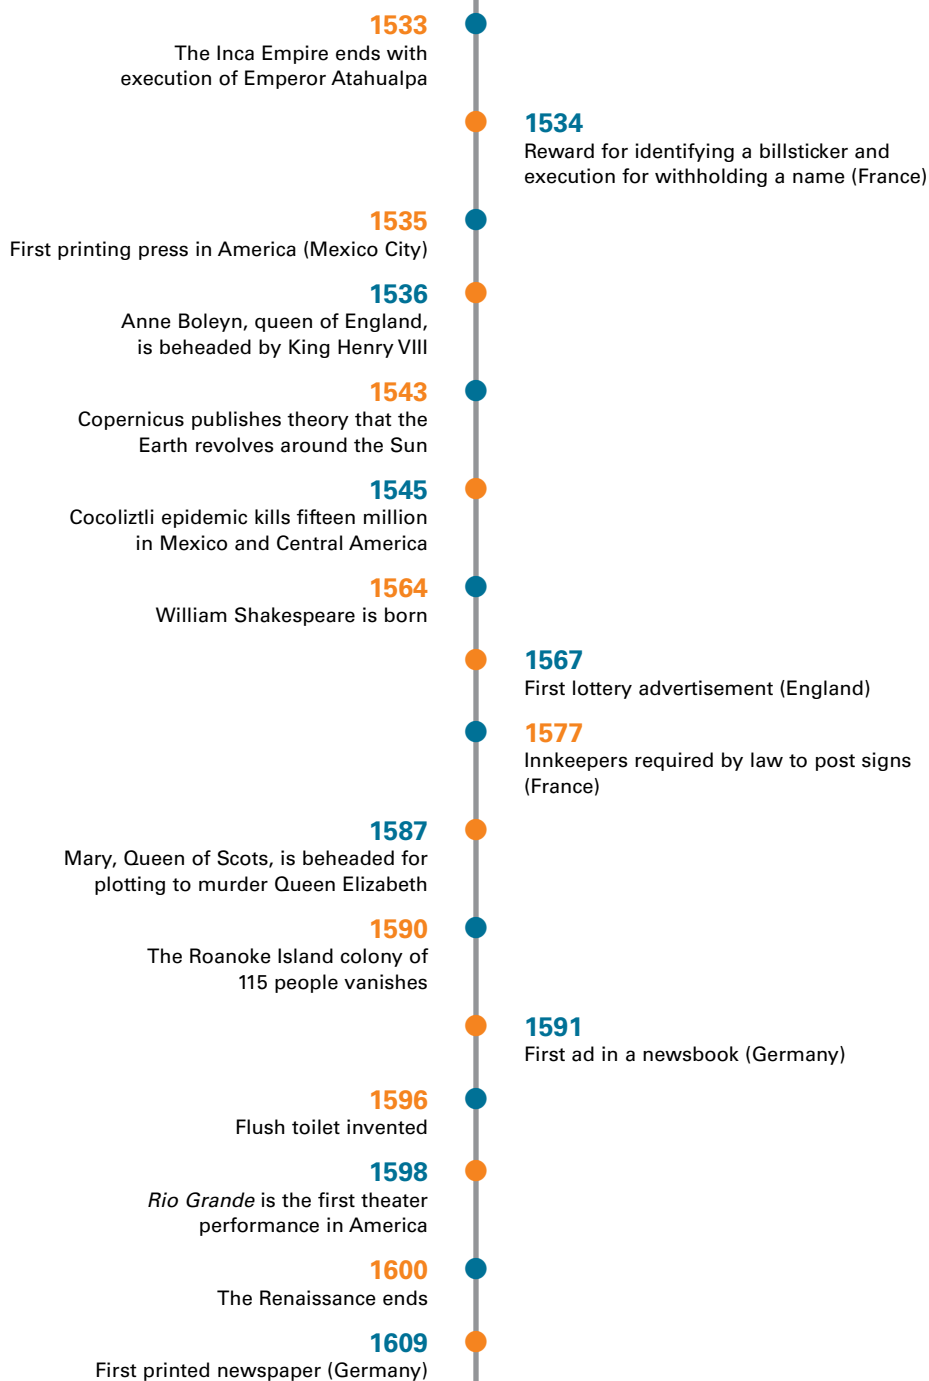 1533
The Inca Empire ends with
execution of Emperor Atahualpa
1534
Reward for identifying a billsticker and
execution for withholding a name (France)
1535
First printing press in America (Mexico City)
1536
Anne Boleyn, queen of England,
is beheaded by King Henry VIII
1543
Copernicus publishes theory that the
Earth revolves around the Sun
1545
Cocoliztli epidemic kills fifteen million
in Mexico and Central America
1564
William Shakespeare is born
1567
First lottery advertisement (England)
1577
Innkeepers required by law to post signs
(France)
1587
Mary, Queen of Scots, is beheaded for
plotting to murder Queen Elizabeth
1590
The Roanoke Island colony of
115 people vanishes
1591
First ad in a newsbook (Germany)
1596
Flush toilet invented
1598
Rio Grande is the first theater
performance in America
1600
The Renaissance ends
1609
First printed newspaper (Germany)